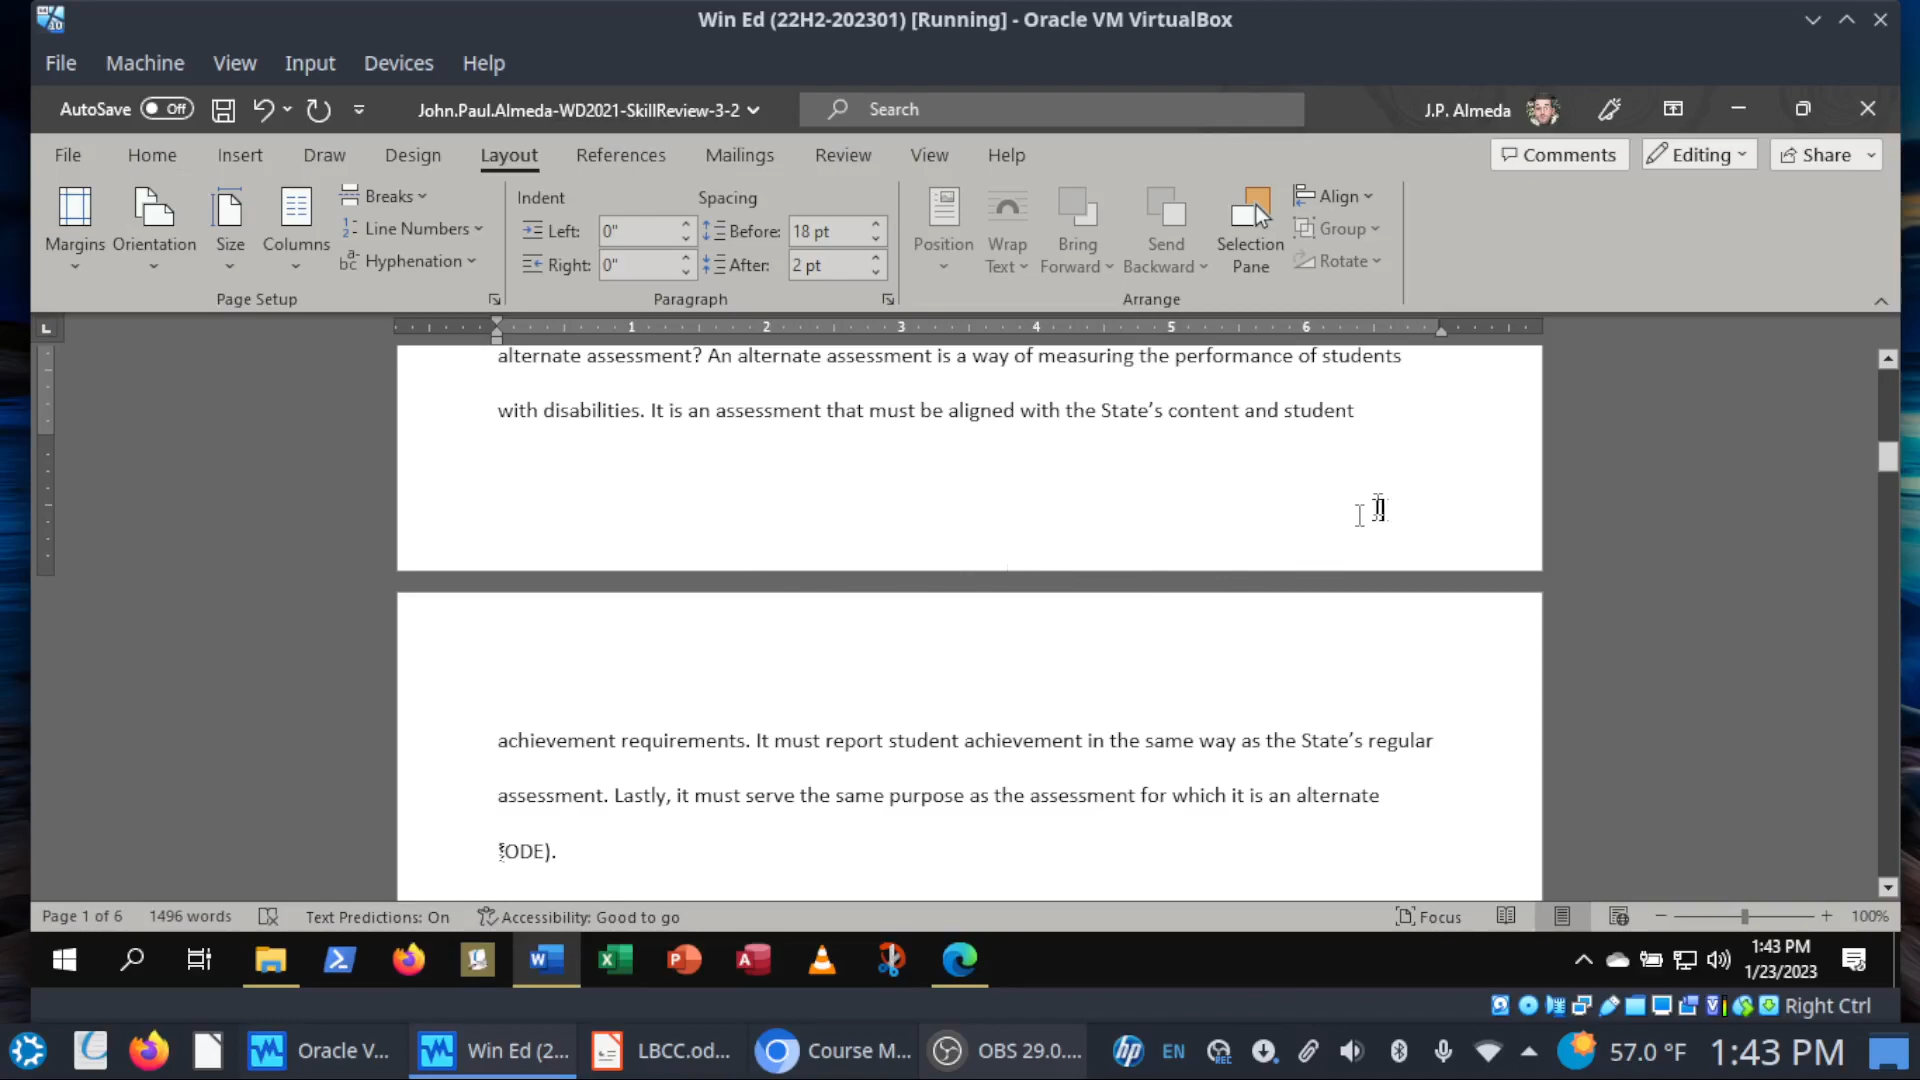 Win Ed (22H2-202301) [Running] - Oracle VM VirtualBox
File Machine View Input Devices Help
AutoSave Off John.Paul.Almeda-WD2021-SkillReview-3-2 Search J.P. Almeda
File Home Insert Draw Design Layout References Mailings Review View Help Comments Editing Share
Margins Orientation Size Columns
Breaks
Line Numbers
Hyphenation
Page Setup
Indent Spacing
Left: 0" Before: 18 pt
Right: 0" After: 2 pt
Paragraph
Position Wrap Text Bring Forward Send Backward Selection Pane
Align
Group
Rotate
Arrange
1 2 3 4 5 6
alternate assessment? An alternate assessment is a way of measuring the performance of students
with disabilities. It is an assessment that must be aligned with the State’s content and student
achievement requirements. It must report student achievement in the same way as the State’s regular
assessment. Lastly, it must serve the same purpose as the assessment for which it is an alternate
(ODE).
Page 1 of 6 1496 words Text Predictions: On Accessibility: Good to go Focus 100%
1:43 PM
1/23/2023
Right Ctrl
Oracle V... Win Ed (2... LBCC.od... Course M... OBS 29.0.... EN REC 57.0 °F 1:43 PM